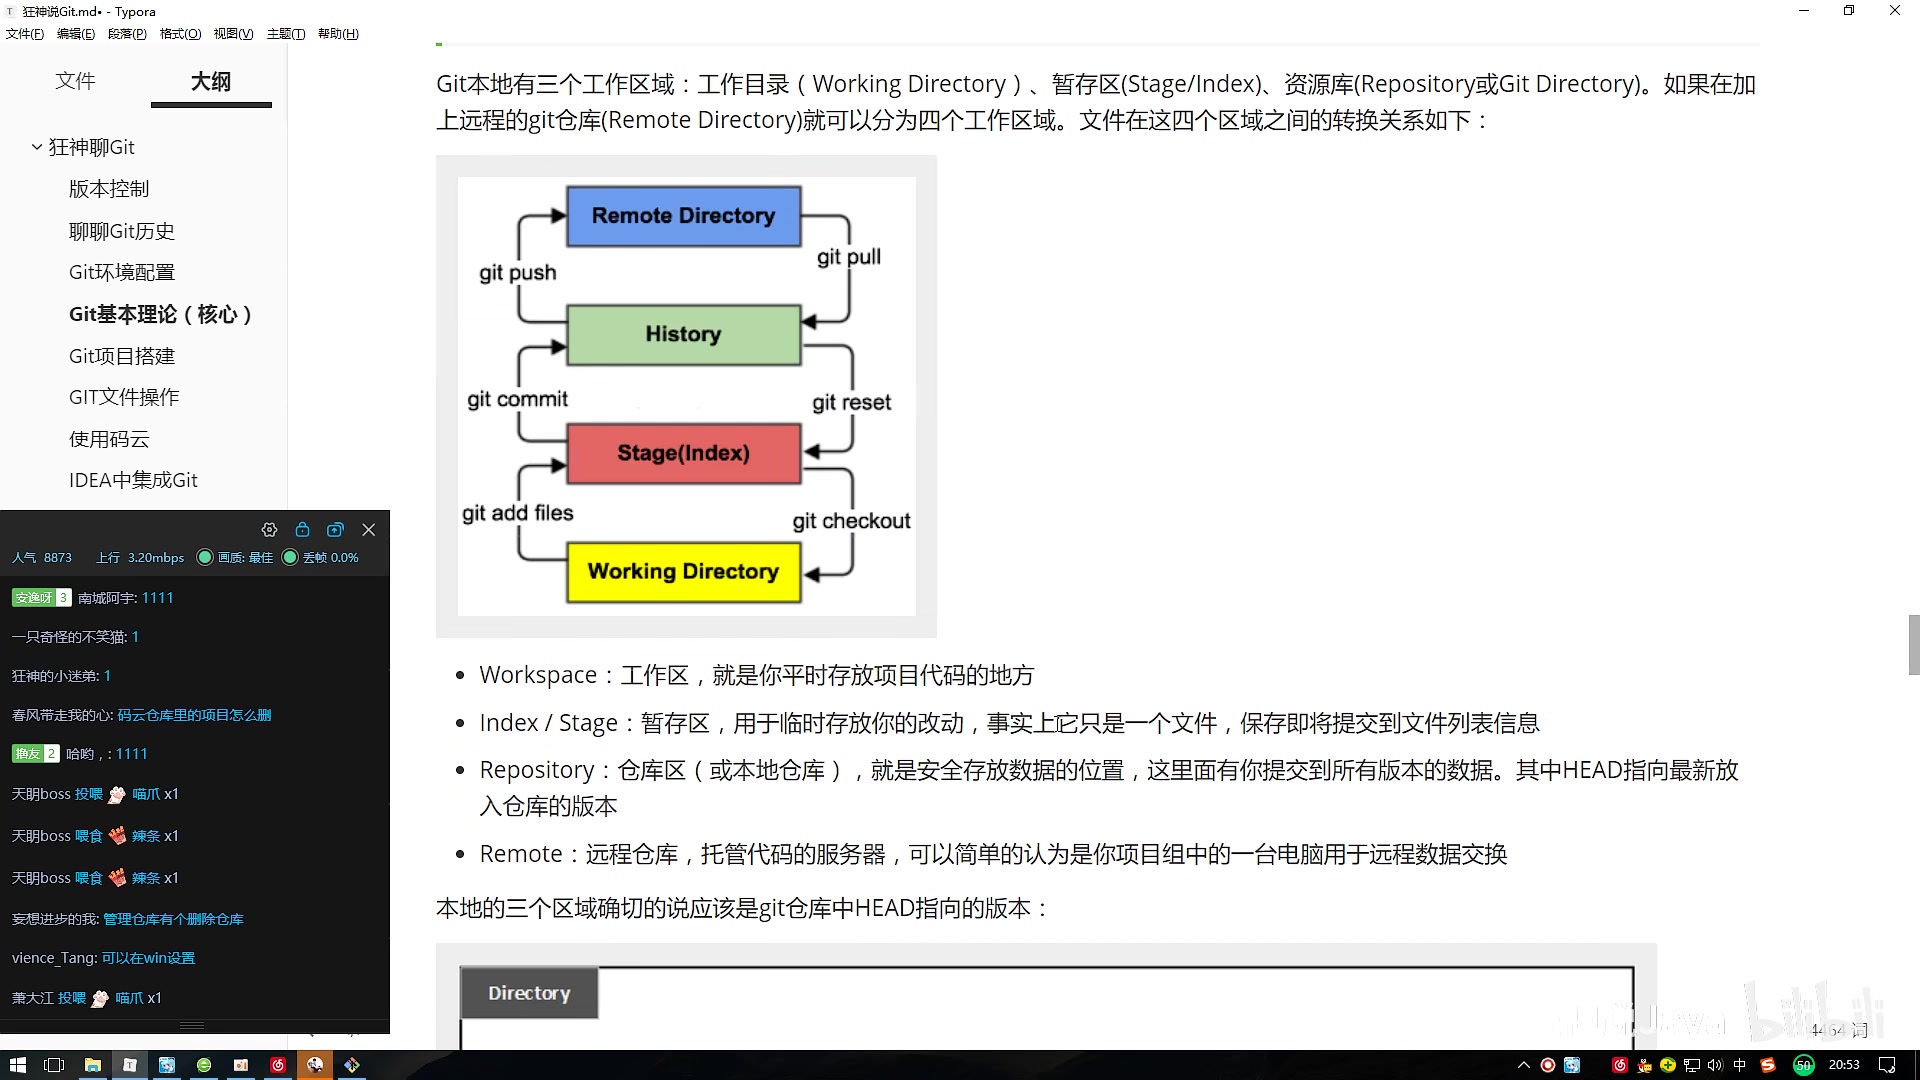 狂神说Git.md• - Typora
文件(F) 编辑(E) 段落(P) 格式(O) 视图(V) 主题(T) 帮助(H)
文件 大纲
狂神聊Git
版本控制
聊聊Git历史
Git环境配置
Git基本理论（核心）
Git项目搭建
GIT文件操作
使用码云
IDEA中集成Git
Git本地有三个工作区域：工作目录（Working Directory）、暂存区(Stage/Index)、资源库(Repository或Git Directory)。如果在加
上远程的git仓库(Remote Directory)就可以分为四个工作区域。文件在这四个区域之间的转换关系如下：
Remote Directory
git pull
git push
History
git commit
git reset
Stage(Index)
git add files
git checkout
Working Directory
Workspace：工作区，就是你平时存放项目代码的地方
Index / Stage：暂存区，用于临时存放你的改动，事实上它只是一个文件，保存即将提交到文件列表信息
Repository：仓库区（或本地仓库），就是安全存放数据的位置，这里面有你提交到所有版本的数据。其中HEAD指向最新放
入仓库的版本
Remote：远程仓库，托管代码的服务器，可以简单的认为是你项目组中的一台电脑用于远程数据交换
本地的三个区域确切的说应该是git仓库中HEAD指向的版本：
Directory
人气 8873 上行 3.20mbps 画质: 最佳 丢帧 0.0%
安逸呀 3 南城阿宇: 1111
一只奇怪的不笑猫: 1
狂神的小迷弟: 1
春风带走我的心: 码云仓库里的项目怎么删
撸友 2 哈哟，: 1111
天明boss 投喂 喵爪 x1
天明boss 喂食 辣条 x1
天明boss 喂食 辣条 x1
妄想进步的我: 管理仓库有个删除仓库
vience_Tang: 可以在win设置
萧大江 投喂 喵爪 x1
bilibili
4464 词
中 50 20:53